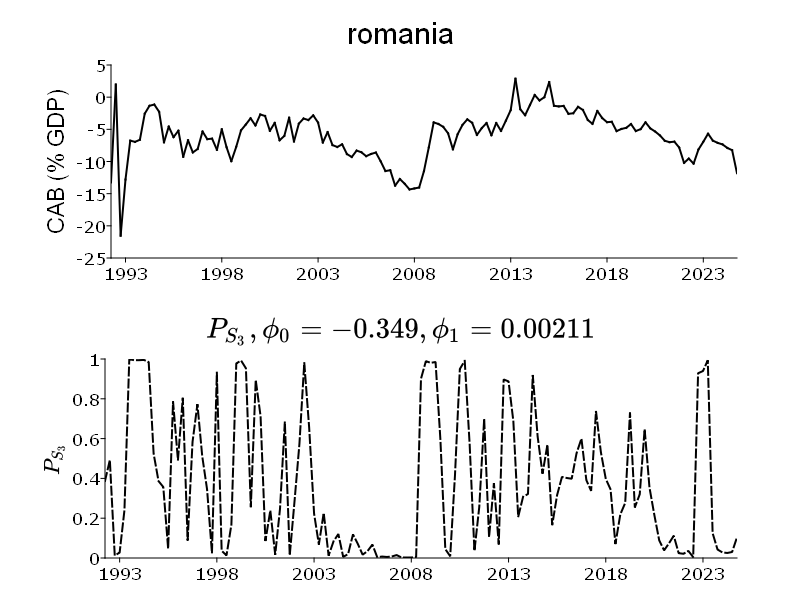 romania
CAB (% GDP)
5
0
-5
-10
-15
-20
-25
1993 1998 2003 2008 2013 2018 2023
P_{S_3}, ϕ_0 = −0.349, ϕ_1 = 0.00211
P_{S_3}
1
0.8
0.6
0.4
0.2
0
1993 1998 2003 2008 2013 2018 2023